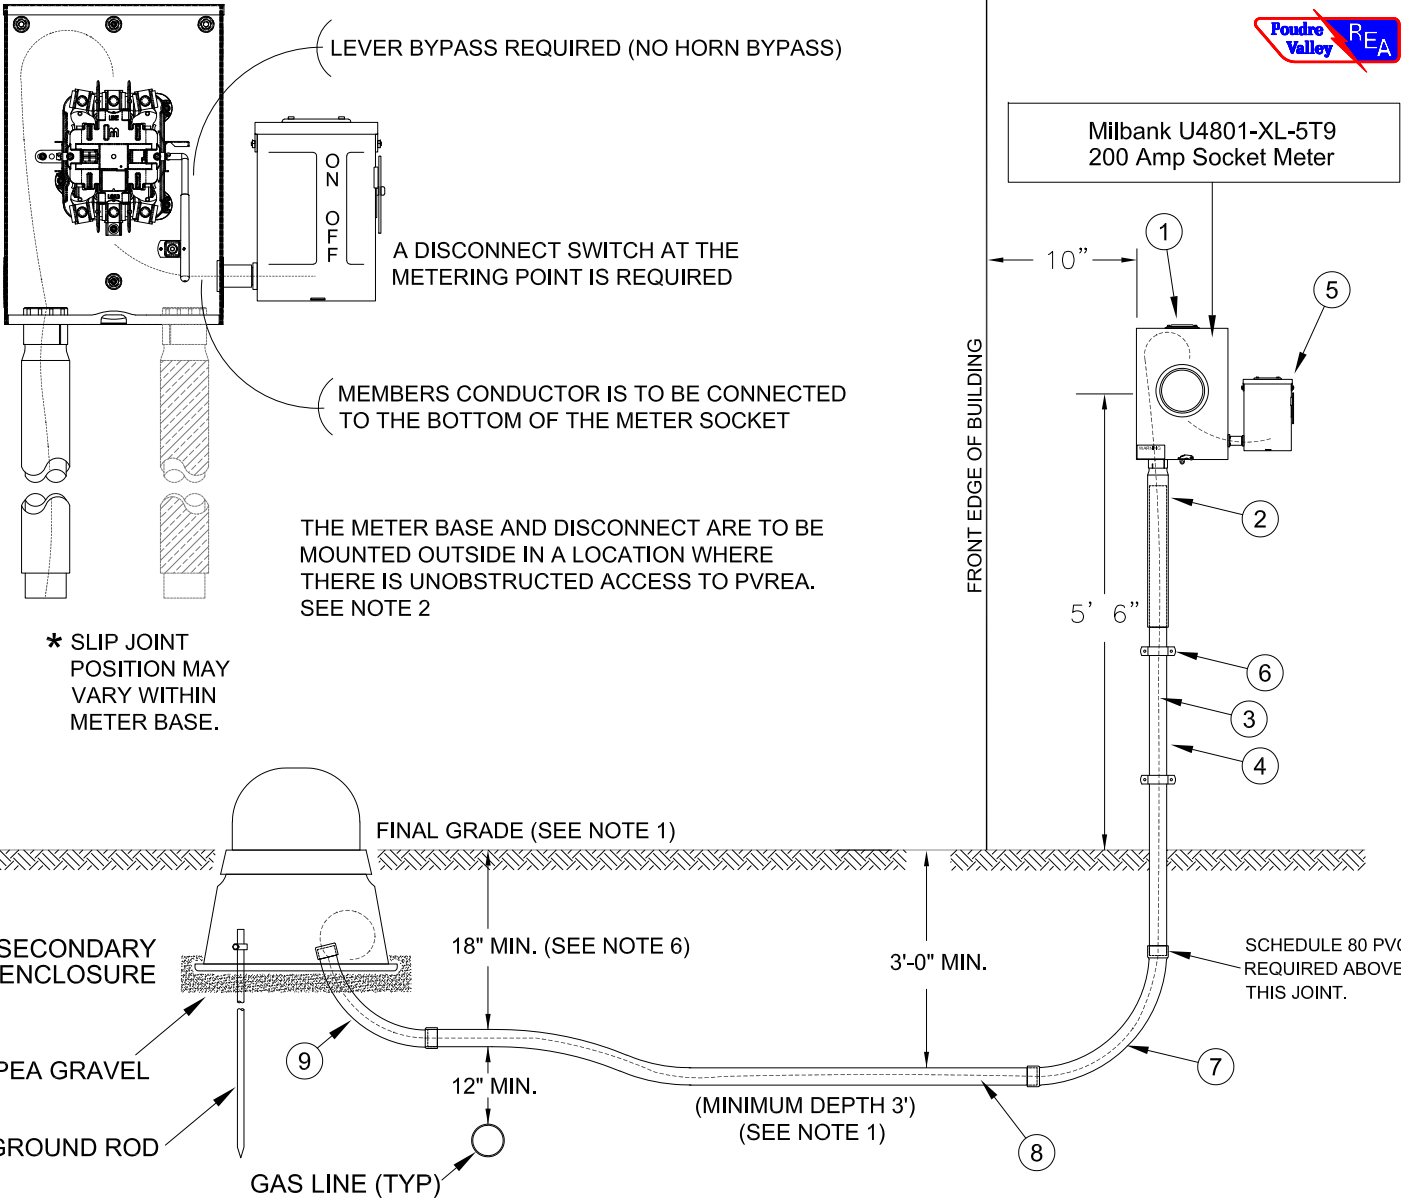 LEVER BYPASS REQUIRED (NO HORN BYPASS)
Poudre
Valley
REA
Milbank U4801-XL-5T9
200 Amp Socket Meter
ON OFF
A DISCONNECT SWITCH AT THE
METERING POINT IS REQUIRED
10"
1
5
FRONT EDGE OF BUILDING
MEMBERS CONDUCTOR IS TO BE CONNECTED
TO THE BOTTOM OF THE METER SOCKET
WARNING
2
THE METER BASE AND DISCONNECT ARE TO BE
MOUNTED OUTSIDE IN A LOCATION WHERE
THERE IS UNOBSTRUCTED ACCESS TO PVREA.
SEE NOTE 2
5' 6"
* SLIP JOINT
POSITION MAY
VARY WITHIN
METER BASE.
6
3
4
FINAL GRADE (SEE NOTE 1)
SECONDARY
ENCLOSURE
18" MIN. (SEE NOTE 6)
3'-0" MIN.
SCHEDULE 80 PVC
REQUIRED ABOVE
THIS JOINT.
PEA GRAVEL
9
12" MIN.
7
(MINIMUM DEPTH 3')
(SEE NOTE 1)
8
GROUND ROD
GAS LINE (TYP)